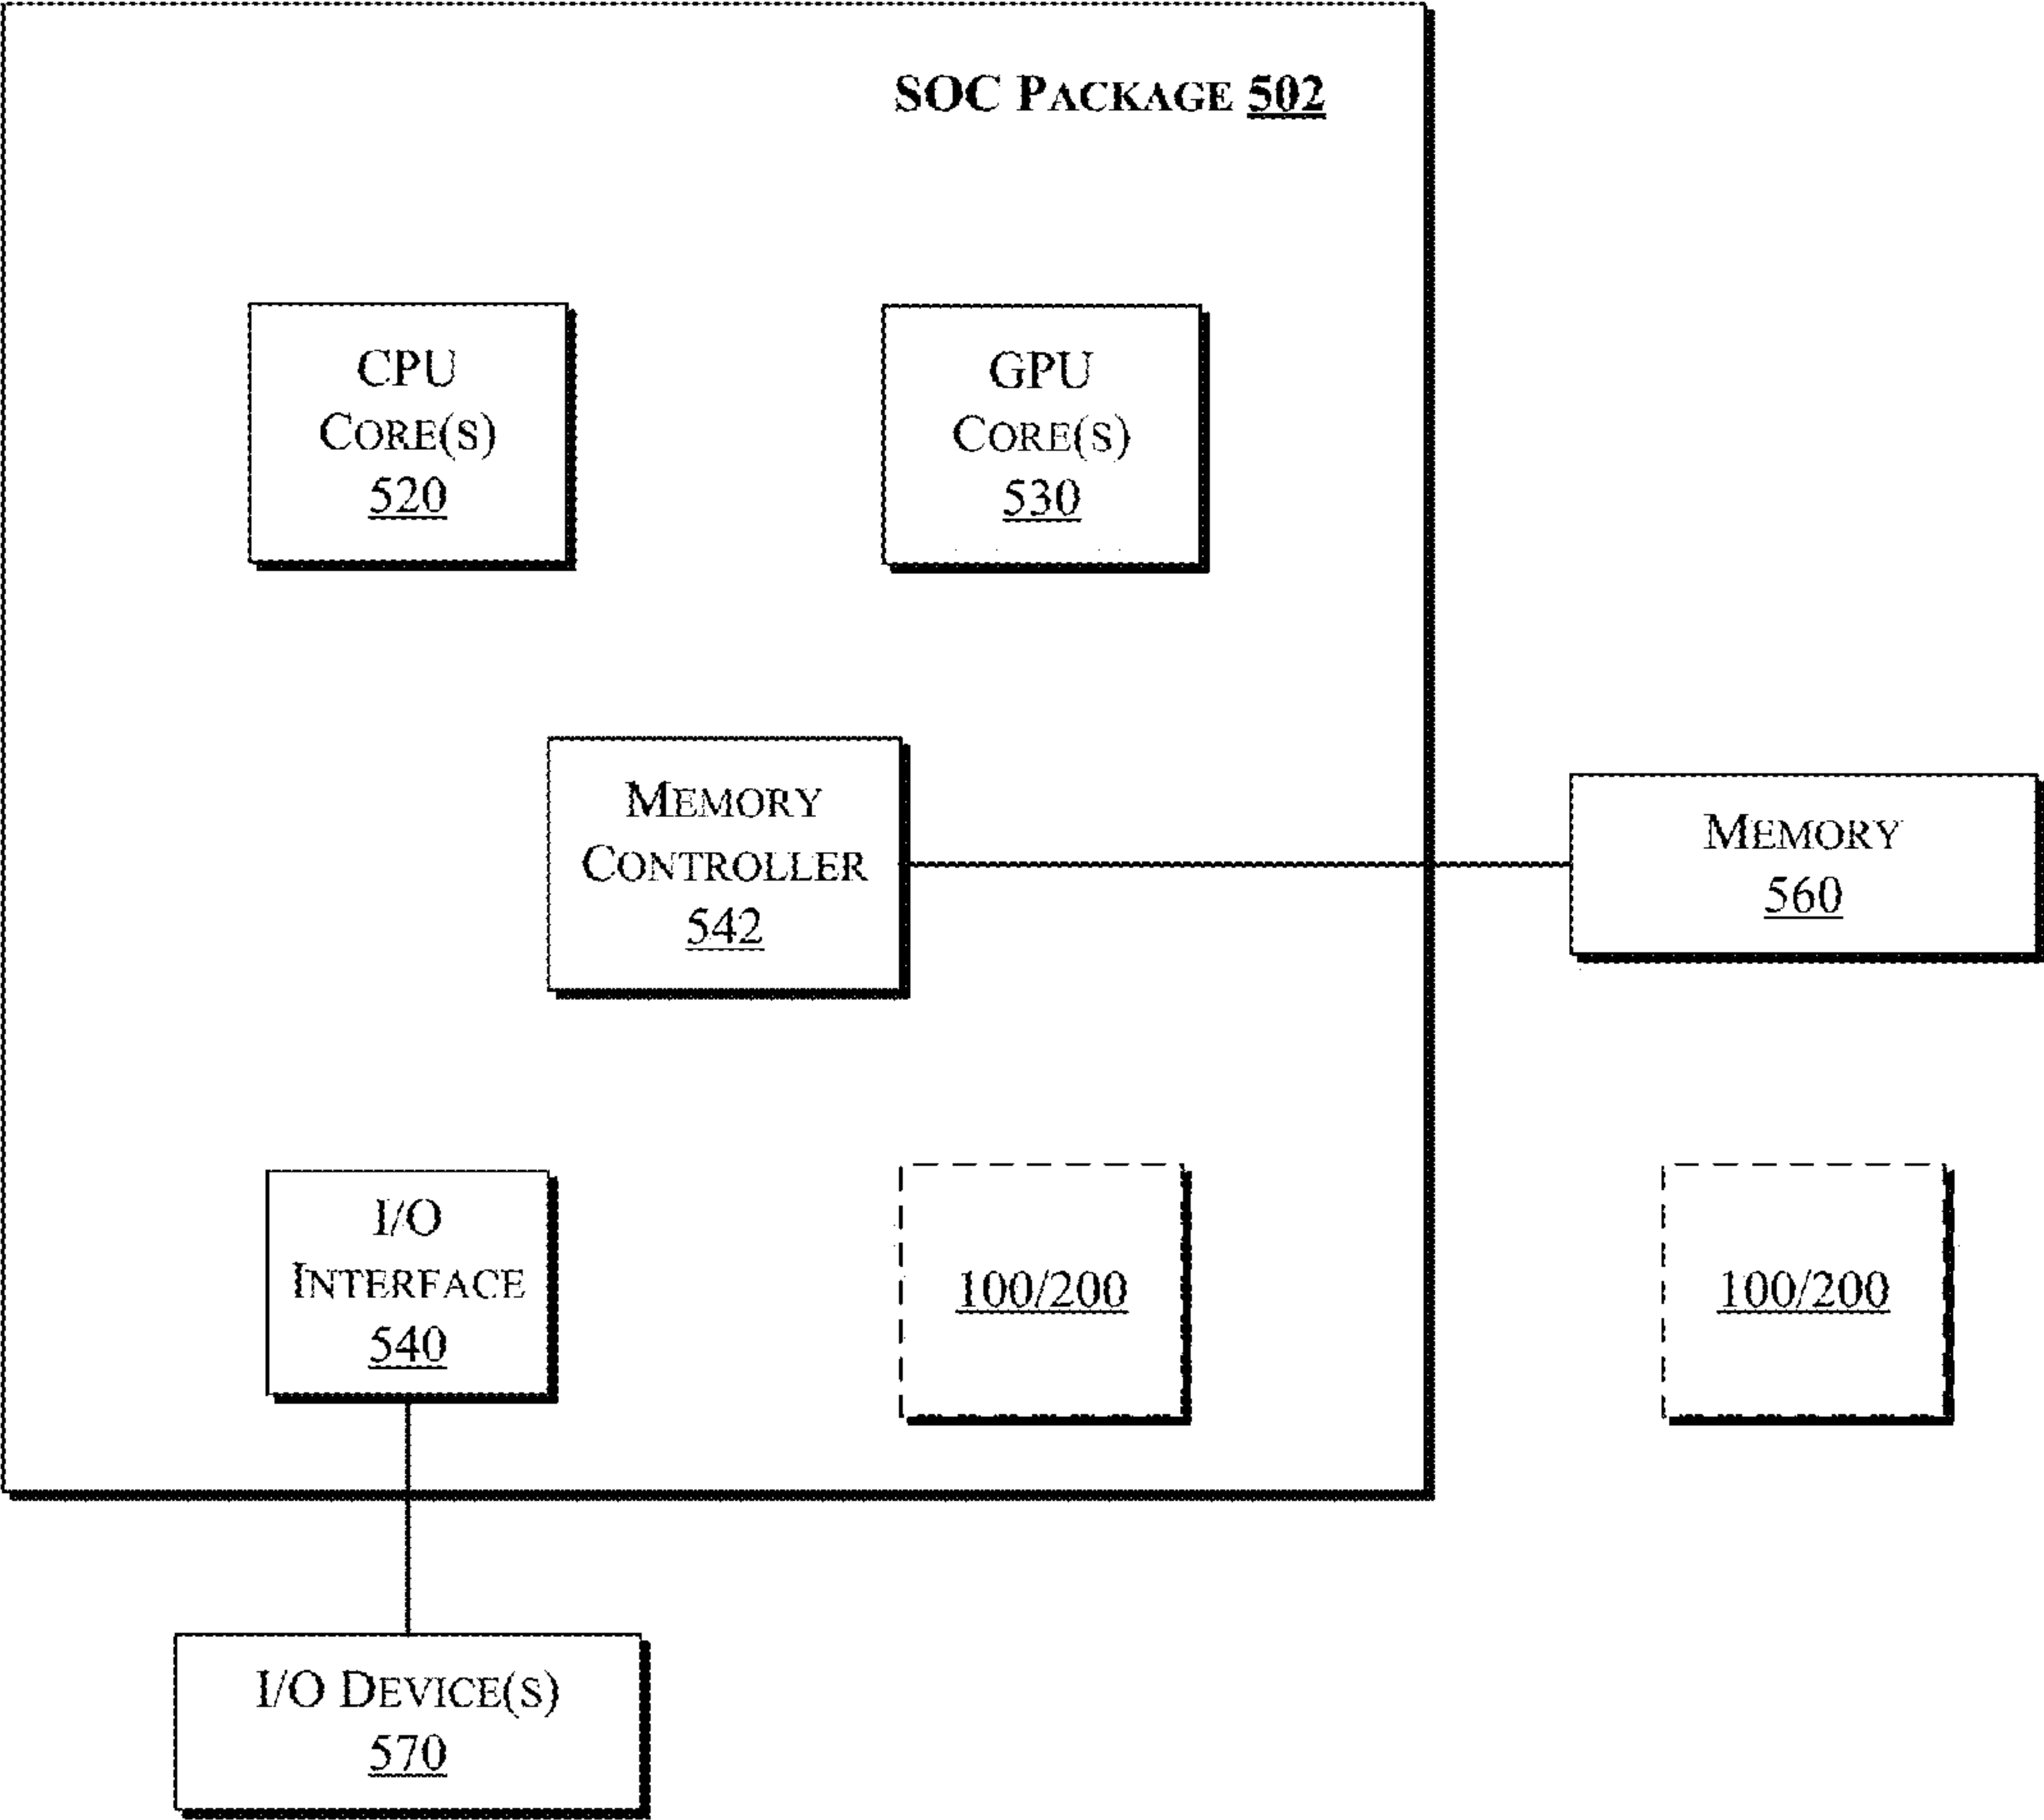 SOC PACKAGE 502
CPU
CORE(S)
520
GPU
CORE(S)
530
MEMORY
CONTROLLER
542
MEMORY
560
I/O
INTERFACE
540
100/200
100/200
I/O DEVICE(S)
570